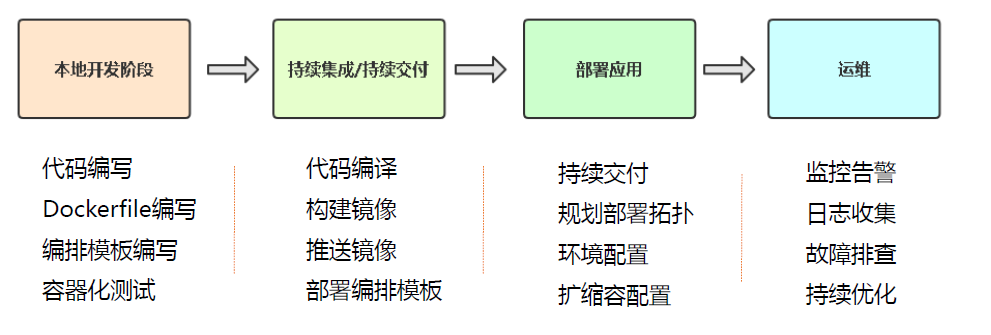 本地开发阶段
持续集成/持续交付
部署应用
运维
代码编写
Dockerfile编写
编排模板编写
容器化测试
代码编译
构建镜像
推送镜像
部署编排模板
持续交付
规划部署拓扑
环境配置
扩缩容配置
监控告警
日志收集
故障排查
持续优化